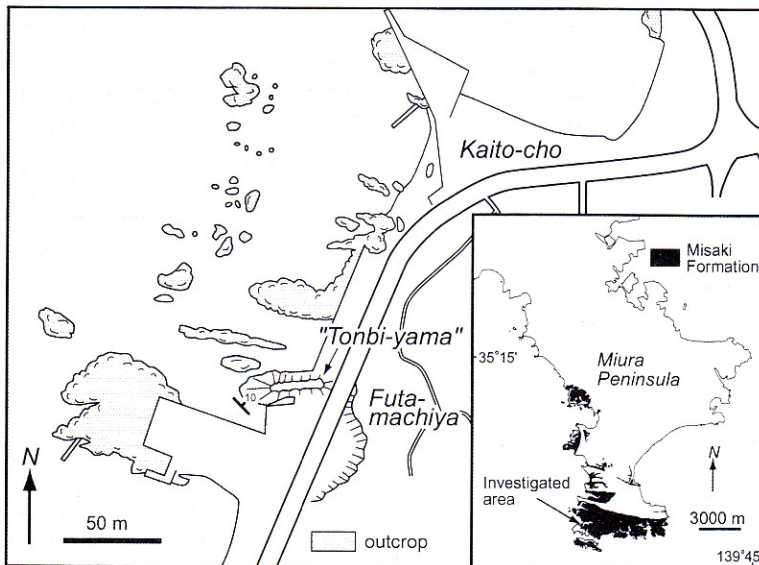 Kaito-cho
"Tonbi-yama"
10
Futa-
machiya
N
50 m
outcrop
Misaki
Formation
35°15'
Miura
Peninsula
Investigated
area
N
3000 m
139°45